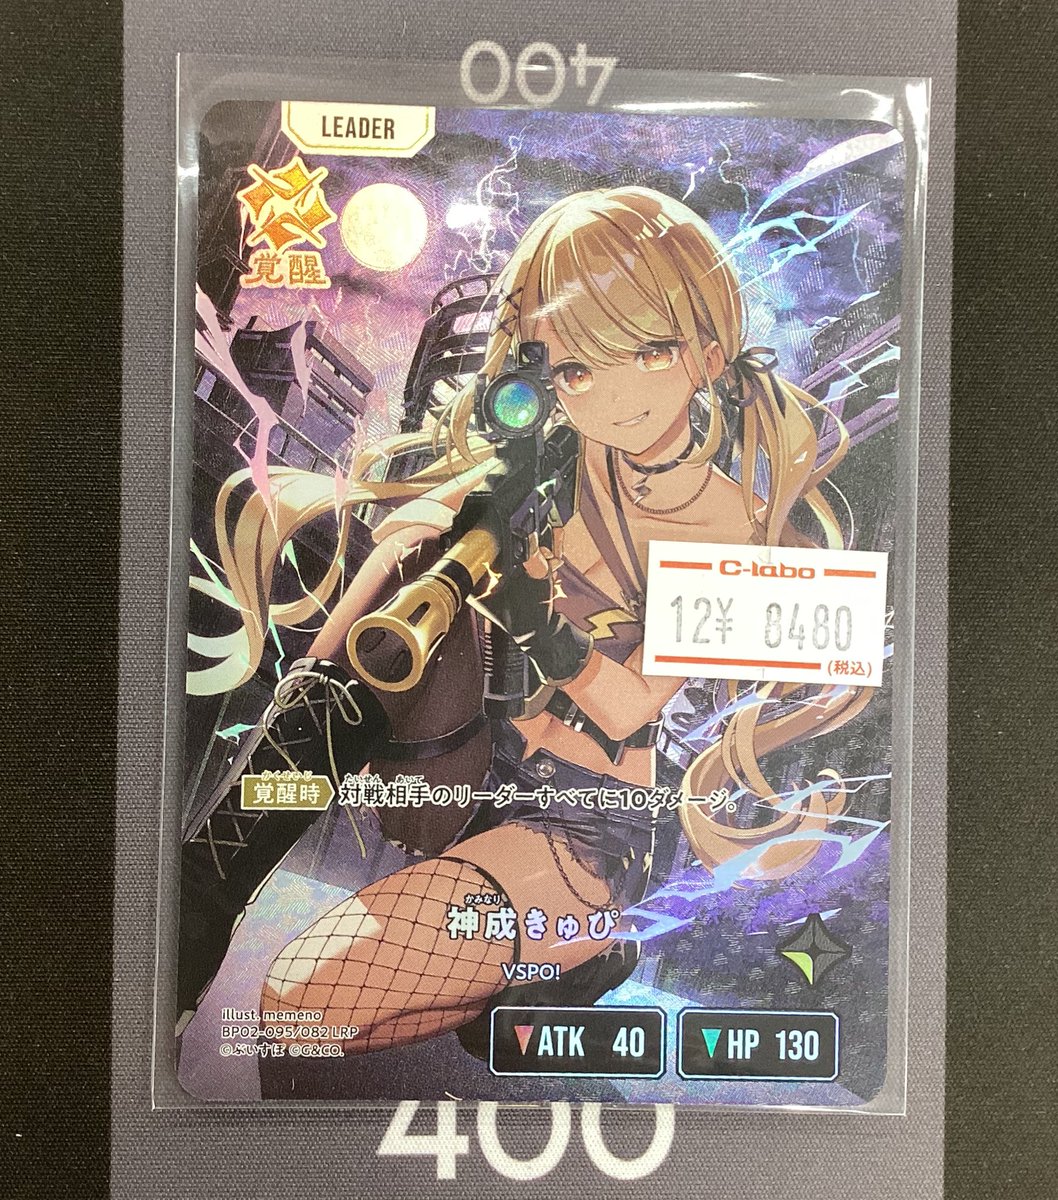 400
LEADER
覚醒
C-labo
12¥ 8480
(税込)
かくせいじ たいせん あいて
覚醒時 対戦相手のリーダーすべてに10ダメージ。
かみなり
神成きゅぴ
VSPO!
illust. memeno
BP02-095/082 LRP
©ぶいすぽ ©G&CO.
ATK 40
HP 130
400